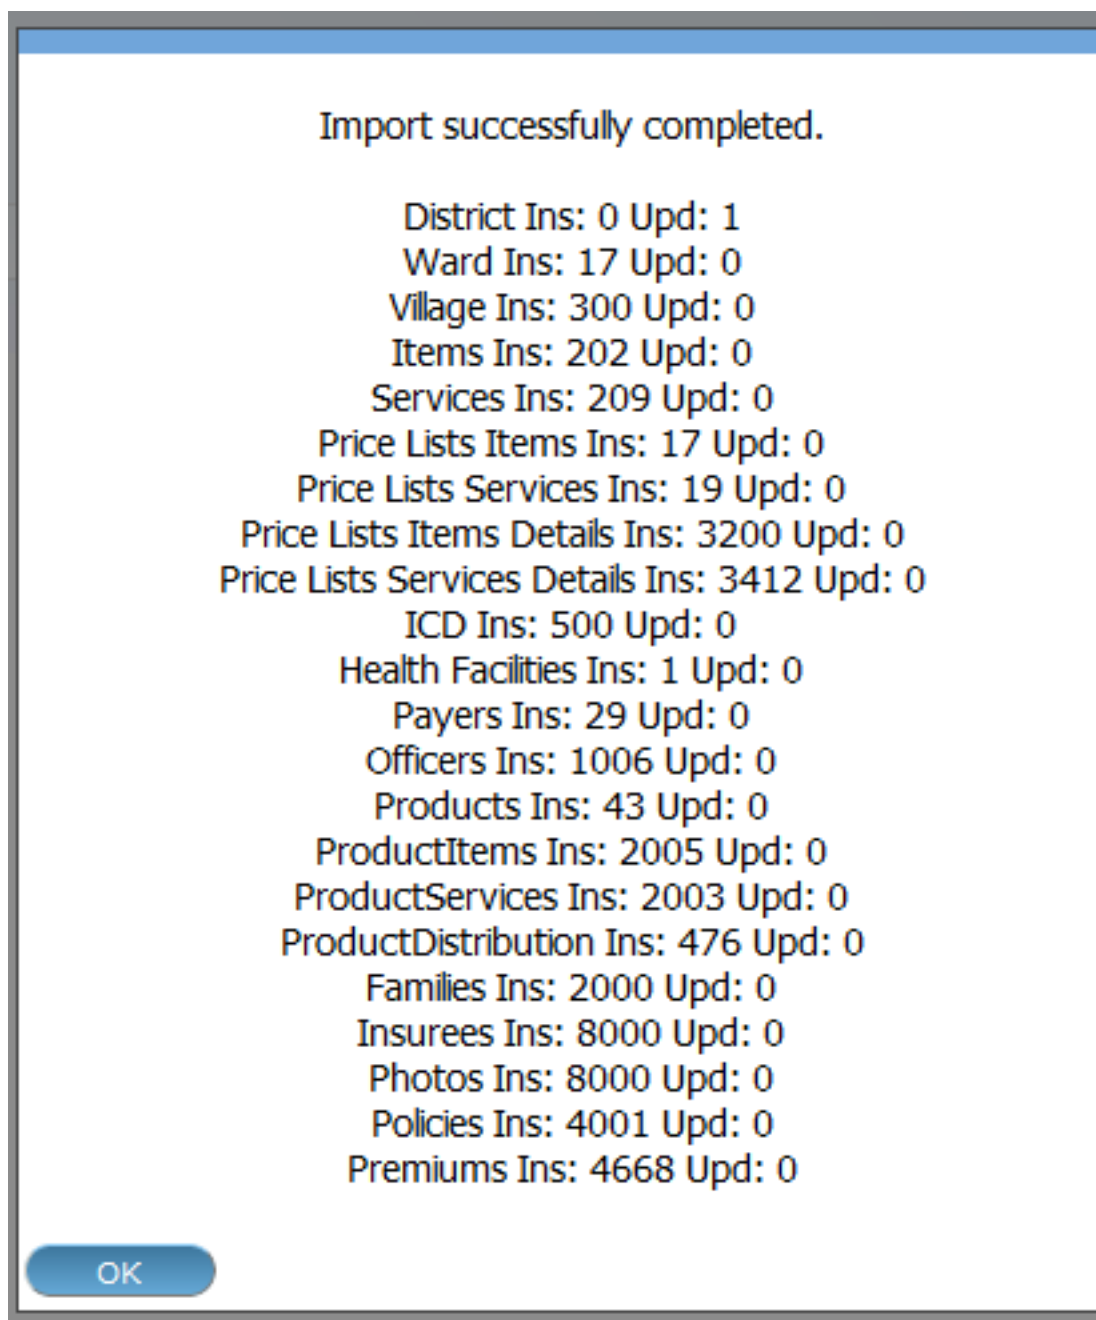 Import successfully completed.
District Ins: 0 Upd: 1
Ward Ins: 17 Upd: 0
Village Ins: 300 Upd: 0
Items Ins: 202 Upd: 0
Services Ins: 209 Upd: 0
Price Lists Items Ins: 17 Upd: 0
Price Lists Services Ins: 19 Upd: 0
Price Lists Items Details Ins: 3200 Upd: 0
Price Lists Services Details Ins: 3412 Upd: 0
ICD Ins: 500 Upd: 0
Health Facilities Ins: 1 Upd: 0
Payers Ins: 29 Upd: 0
Officers Ins: 1006 Upd: 0
Products Ins: 43 Upd: 0
ProductItems Ins: 2005 Upd: 0
ProductServices Ins: 2003 Upd: 0
ProductDistribution Ins: 476 Upd: 0
Families Ins: 2000 Upd: 0
Insurees Ins: 8000 Upd: 0
Photos Ins: 8000 Upd: 0
Policies Ins: 4001 Upd: 0
Premiums Ins: 4668 Upd: 0
OK